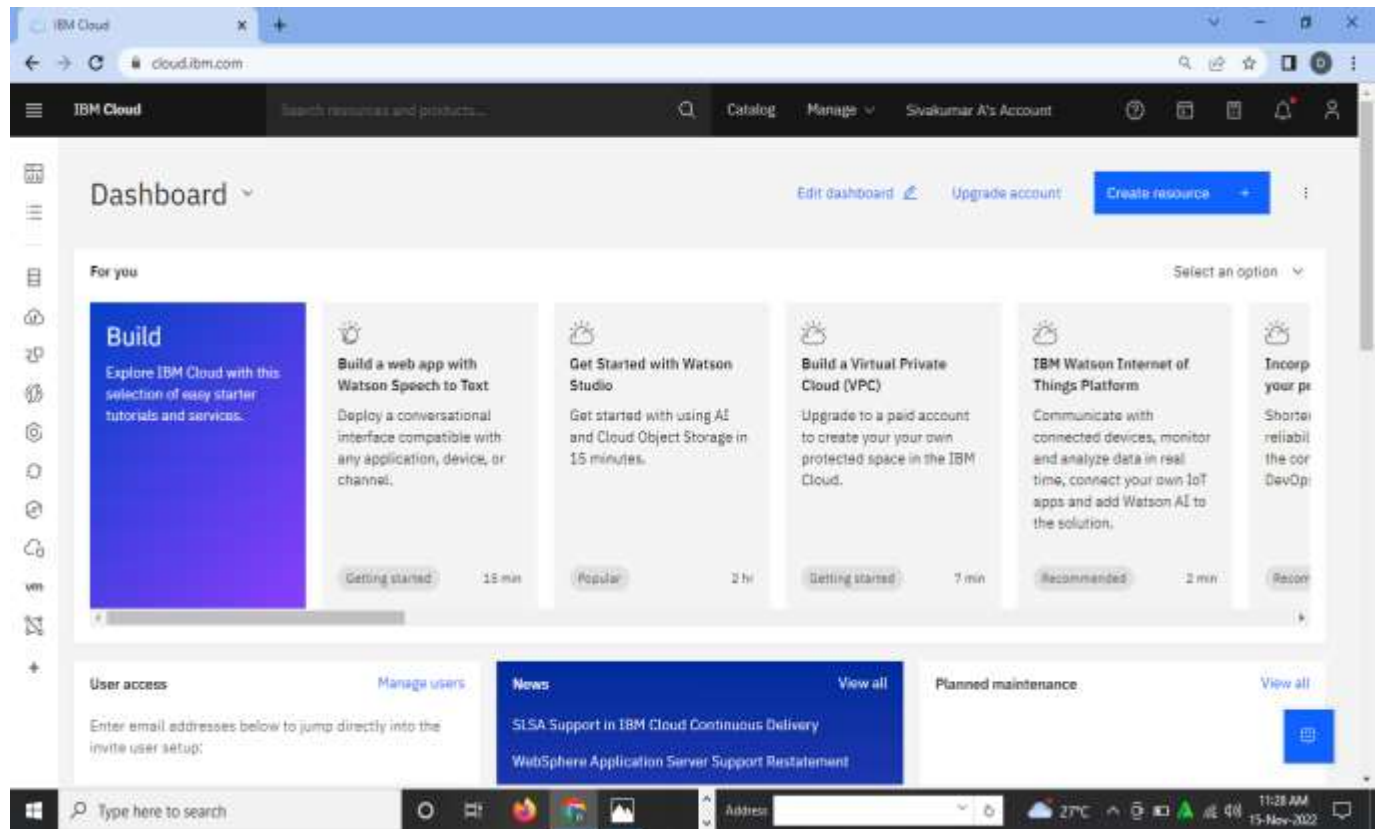 IBM Cloud
cloud.ibm.com
IBM Cloud
Search resources and products...
Catalog
Manage
Sivakumar A's Account
Dashboard
Edit dashboard
Upgrade account
Create resource
For you
Select an option
Build
Explore IBM Cloud with this
selection of easy starter
tutorials and services.
Build a web app with
Watson Speech to Text
Deploy a conversational
interface compatible with
any application, device, or
channel.
Getting started
15 min
Get Started with Watson
Studio
Get started with using AI
and Cloud Object Storage in
15 minutes.
Popular
2 hr
Build a Virtual Private
Cloud (VPC)
Upgrade to a paid account
to create your your own
protected space in the IBM
Cloud.
Getting started
7 min
IBM Watson Internet of
Things Platform
Communicate with
connected devices, monitor
and analyze data in real
time, connect your own IoT
apps and add Watson AI to
the solution.
Recommended
2 min
Incorp
your pr
Shorte
reliabil
the cor
DevOp
Recom
User access
Manage users
Enter email addresses below to jump directly into the
invite user setup:
News
View all
SLSA Support in IBM Cloud Continuous Delivery
WebSphere Application Server Support Restatement
Planned maintenance
View all
Type here to search
Address
27°C
11:28 AM
15-Nov-2022